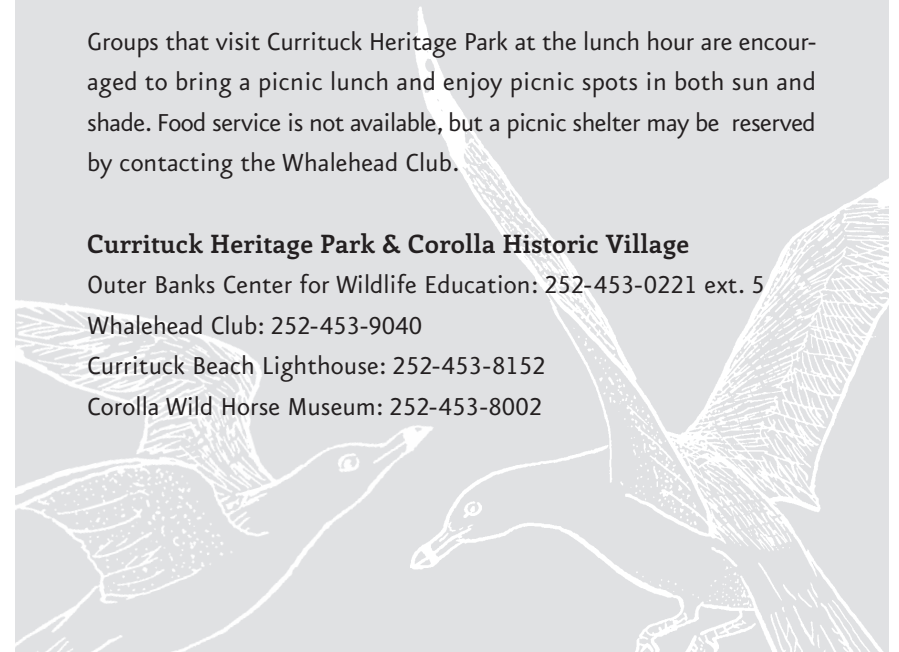 Groups that visit Currituck Heritage Park at the lunch hour are encour-
aged to bring a picnic lunch and enjoy picnic spots in both sun and
shade. Food service is not available, but a picnic shelter may be reserved
by contacting the Whalehead Club.
Currituck Heritage Park & Corolla Historic Village
Outer Banks Center for Wildlife Education: 252-453-0221 ext. 5
Whalehead Club: 252-453-9040
Currituck Beach Lighthouse: 252-453-8152
Corolla Wild Horse Museum: 252-453-8002